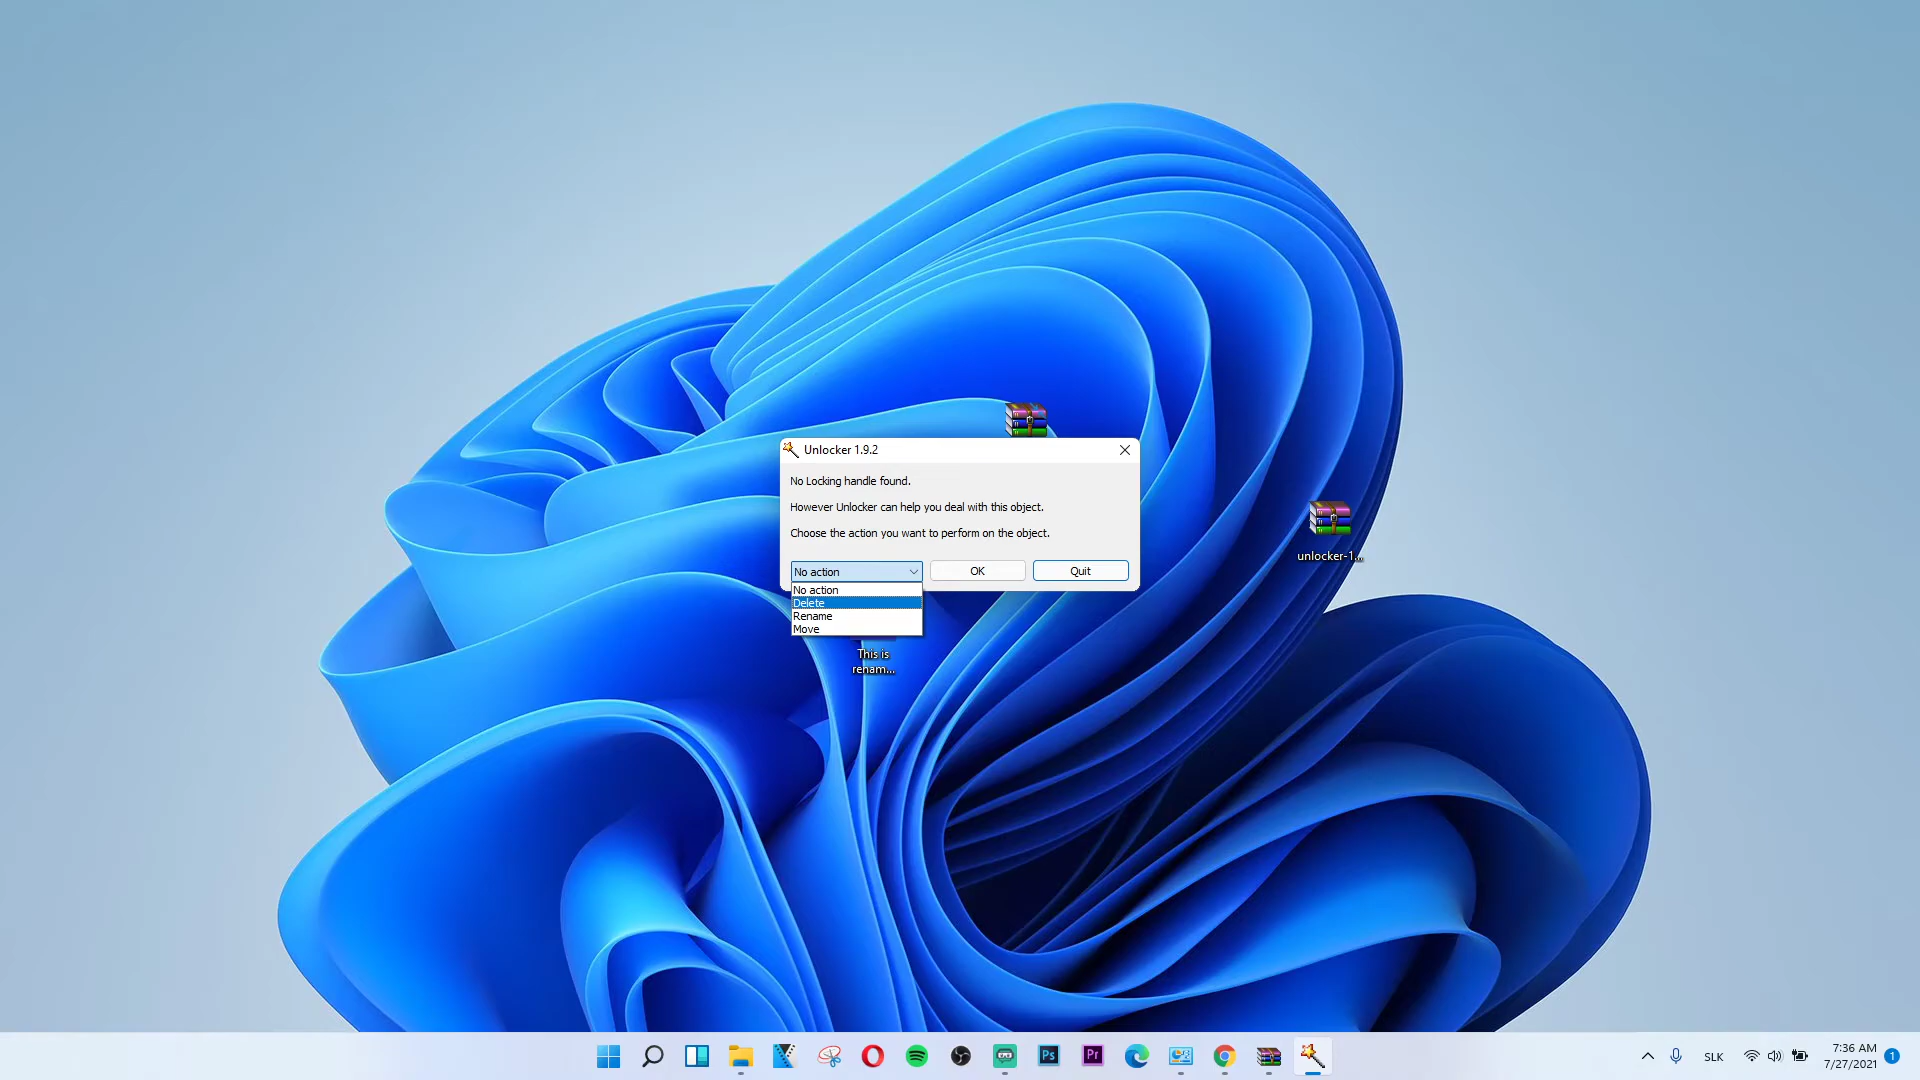 Unlocker 1.9.2
No Locking handle found.
However Unlocker can help you deal with this object.
Choose the action you want to perform on the object.
No action
OK
Quit
No action
Delete
Rename
Move
unlocker-1...
This is
renam...
Ps
Pr
SLK
7:36 AM
7/27/2021
1